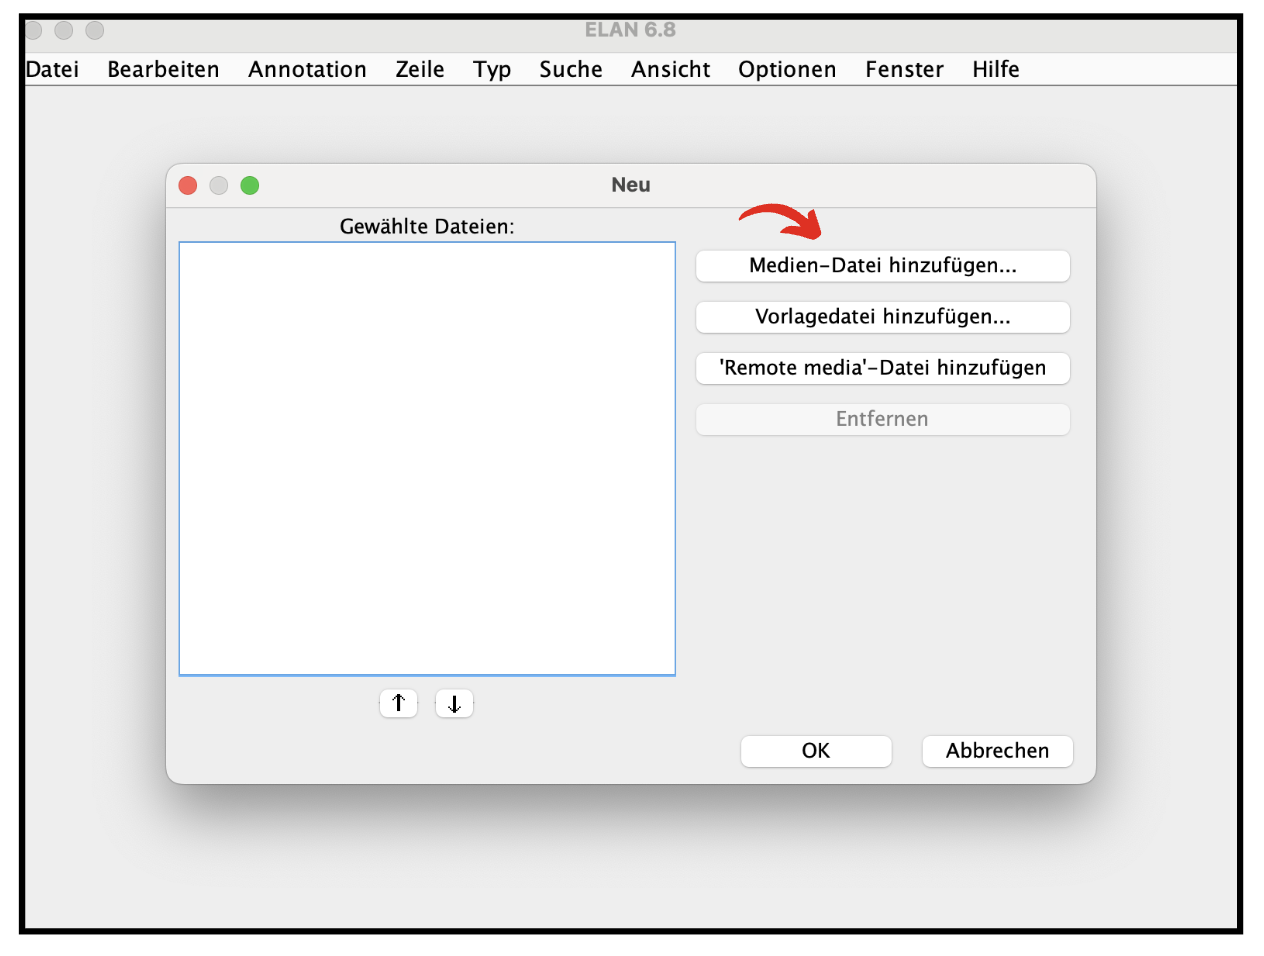 ELAN 6.8
Datei Bearbeiten Annotation Zeile Typ Suche Ansicht Optionen Fenster Hilfe
Neu
Gewählte Dateien:
Medien-Datei hinzufügen...
Vorlagedatei hinzufügen...
'Remote media'-Datei hinzufügen
Entfernen
↑ ↓
OK Abbrechen